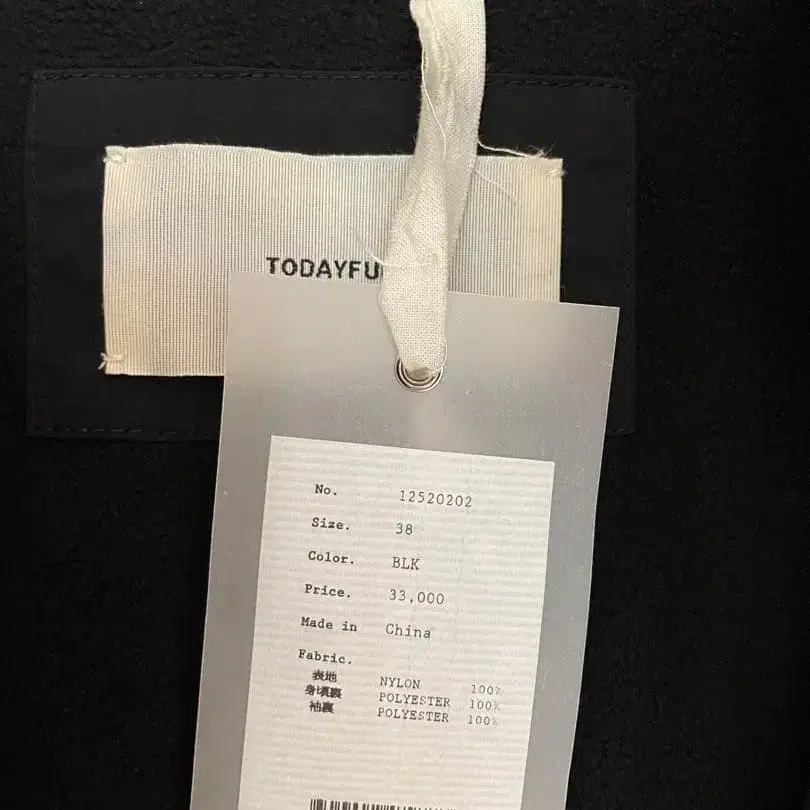 TODAYFU
No. 12520202
Size. 38
Color. BLK
Price. 33,000
Made in China
Fabric.
表地 NYLON 100%
身頃裏 POLYESTER 100%
袖裏 POLYESTER 100%